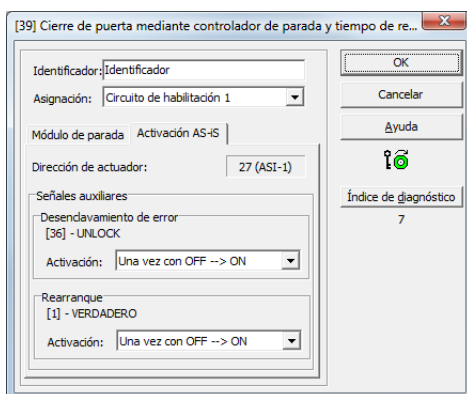 [39] Cierre de puerta mediante controlador de parada y tiempo de re...
Identificador: Identificador
Asignación: Circuito de habilitación 1
Módulo de parada Activación AS-iS
Dirección de actuador: 27 (ASI-1)
Señales auxiliares
Desenclavamiento de error
[36] - UNLOCK
Activación: Una vez con OFF --> ON
Rearranque
[1] - VERDADERO
Activación: Una vez con OFF --> ON
OK
Cancelar
Ayuda
Índice de diagnóstico
7